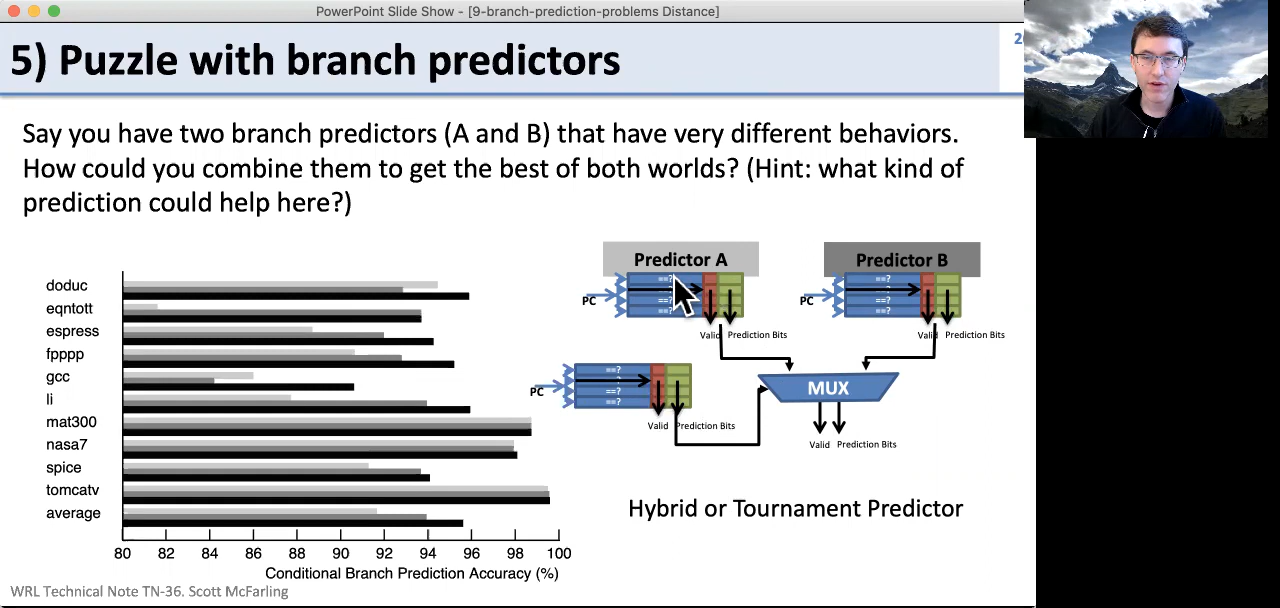 PowerPoint Slide Show - [9-branch-prediction-problems Distance]
5) Puzzle with branch predictors
2
Say you have two branch predictors (A and B) that have very different behaviors.
How could you combine them to get the best of both worlds? (Hint: what kind of
prediction could help here?)
doduc
eqntott
espress
fpppp
gcc
li
mat300
nasa7
spice
tomcatv
average
80 82 84 86 88 90 92 94 96 98 100
Conditional Branch Prediction Accuracy (%)
WRL Technical Note TN-36. Scott McFarling
Predictor A
==?
==?
==?
PC
Valid Prediction Bits
Predictor B
==?
==?
==?
PC
Valid Prediction Bits
==?
==?
==?
PC
Valid Prediction Bits
MUX
Valid Prediction Bits
Hybrid or Tournament Predictor